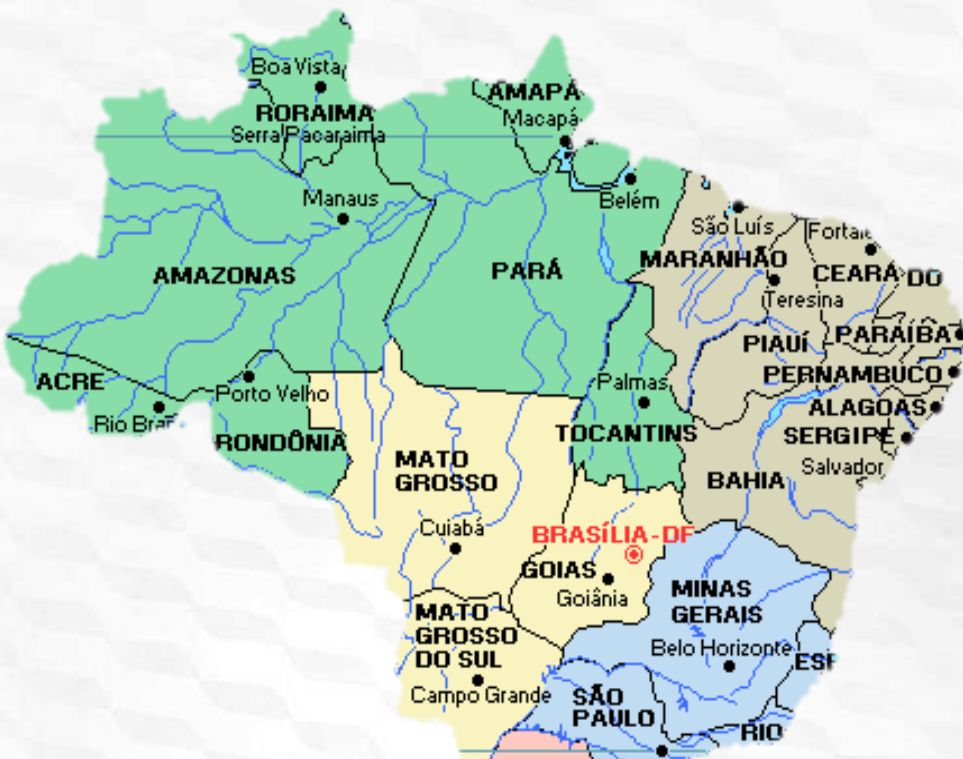 Boa Vista
RORAIMA
Serra Pacaraima
AMAPÁ
Macapá
Manaus
Belém
São Luís
AMAZONAS
PARÁ
MARANHÃO
CEARÁ
DO
Teresina
PIAUÍ
PARAÍBA
PERNAMBUCO
ACRE
Porto Velho
Palmas
ALAGOAS
Rio
RONDÔNIA
TOCANTINS
SERGIPE
MATO
GROSSO
Salvador
BAHIA
Cuiabá
BRASÍLIA-DF
GOIAS
Goiânia
MINAS
GERAIS
MATO
GROSSO
DO SUL
Belo Horizonte
Campo Grande
SÃO
PAULO
RIO